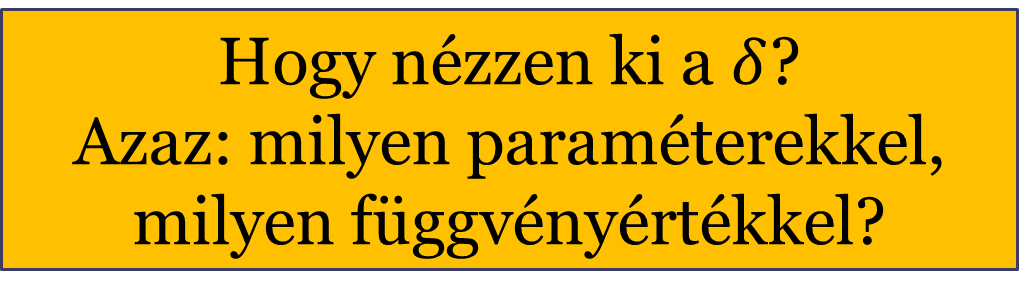 Hogy nézzen ki a δ?
Azaz: milyen paraméterekkel,
milyen függvényértékkel?